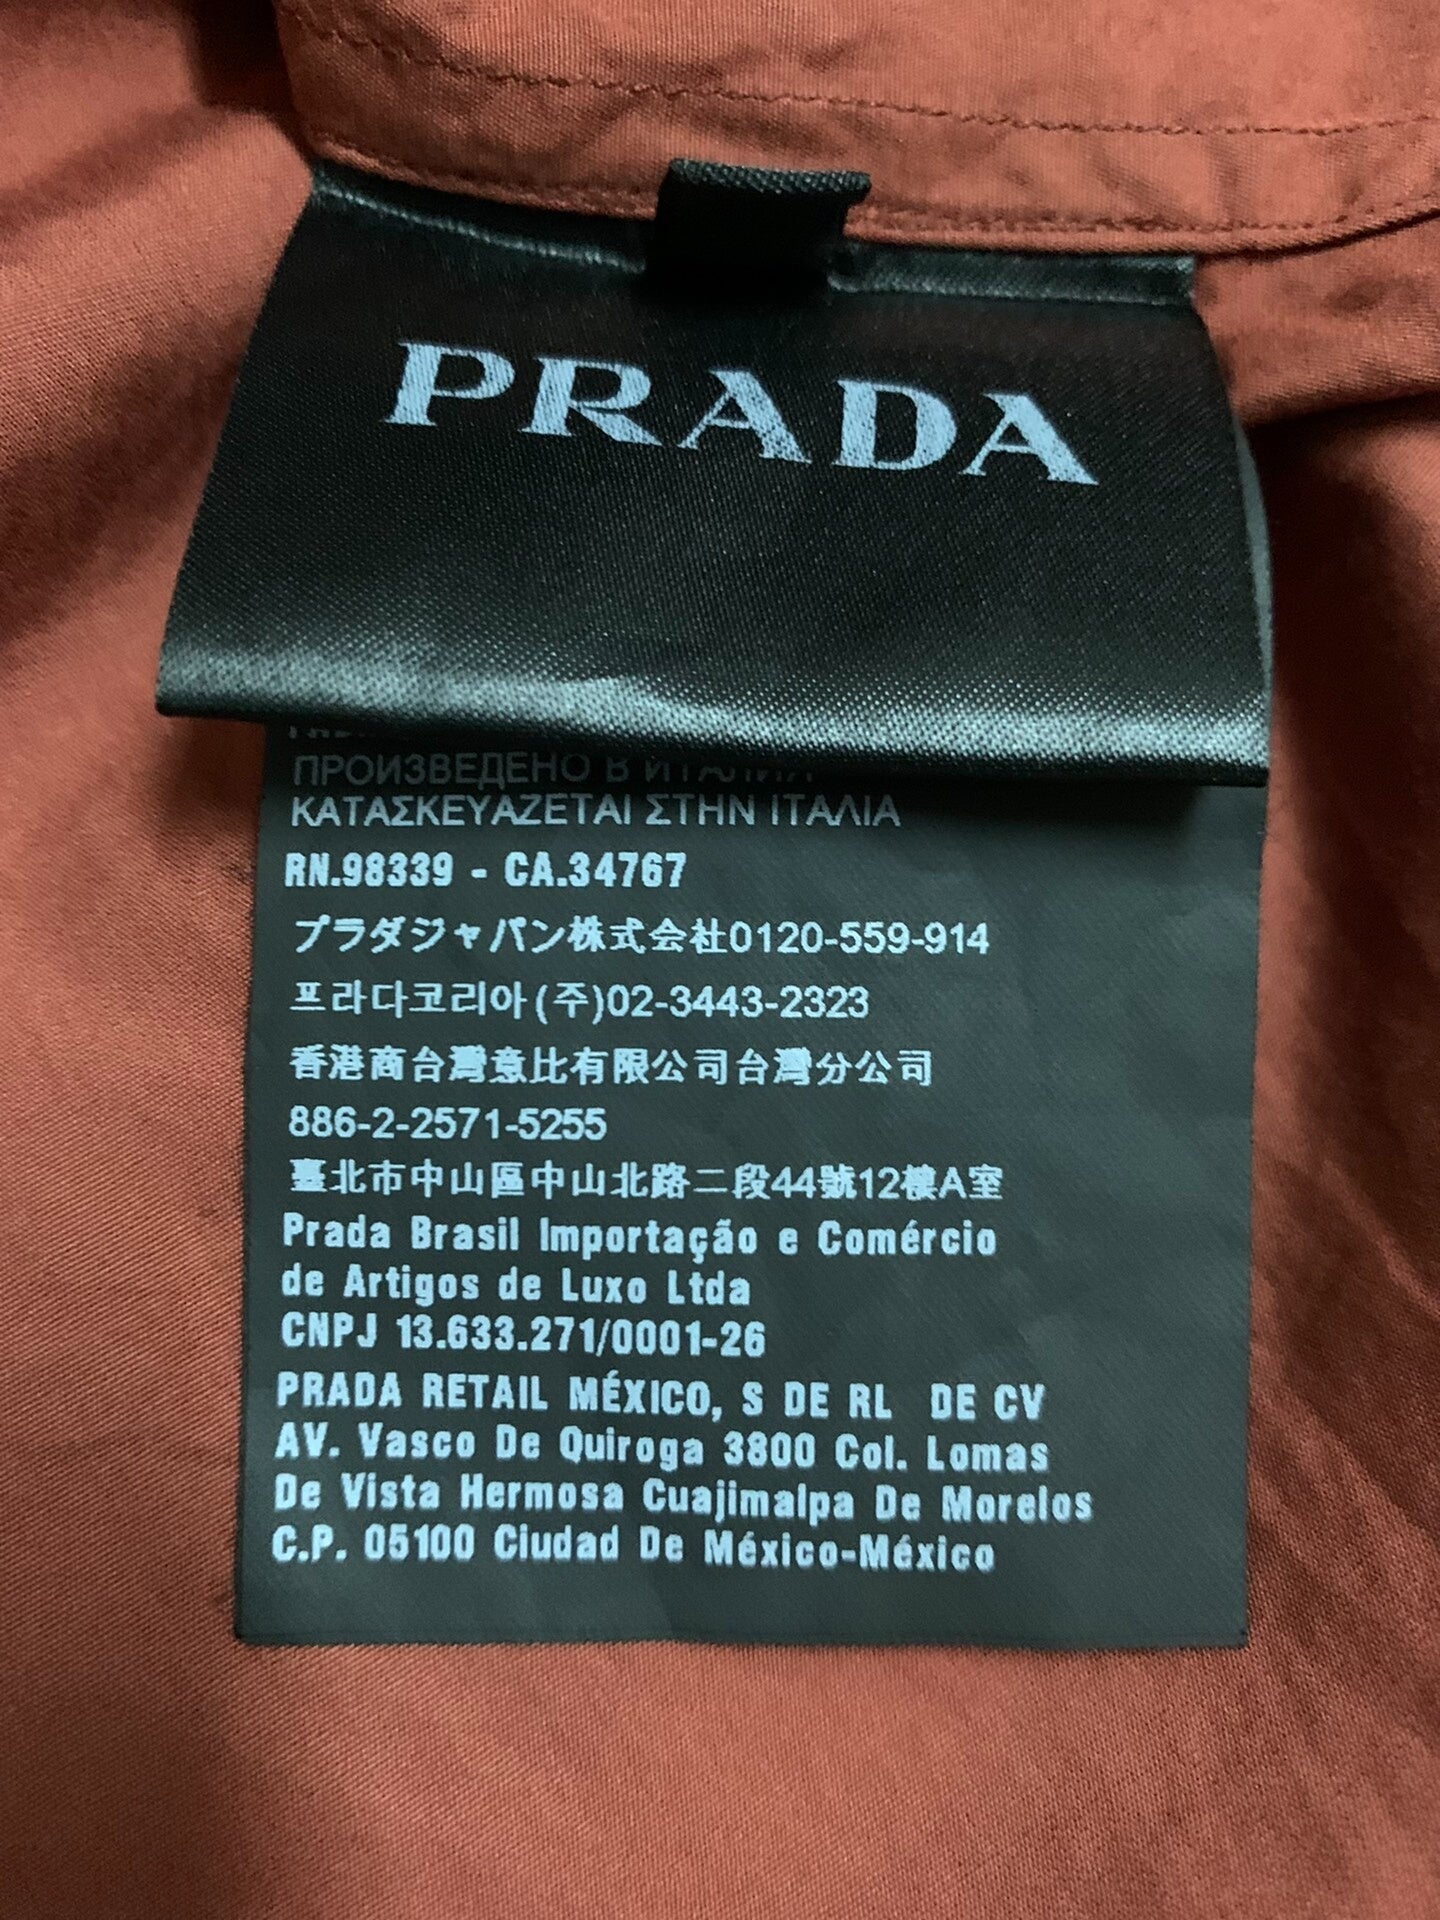 PRADA
ПРОИЗВЕДЕНО В ИТАЛИИ
ΚΑΤΑΣΚΕΥΑΖΕΤΑΙ ΣΤΗΝ ΙΤΑΛΙΑ
RN.98339 - CA.34767
プラダジャパン株式会社0120-559-914
프라다코리아(주)02-3443-2323
香港商台灣意比有限公司台灣分公司
886-2-2571-5255
臺北市中山區中山北路二段44號12樓A室
Prada Brasil Importação e Comércio
de Artigos de Luxo Ltda
CNPJ 13.633.271/0001-26
PRADA RETAIL MÉXICO, S DE RL DE CV
AV. Vasco De Quiroga 3800 Col. Lomas
De Vista Hermosa Cuajimalpa De Morelos
C.P. 05100 Ciudad De México-México